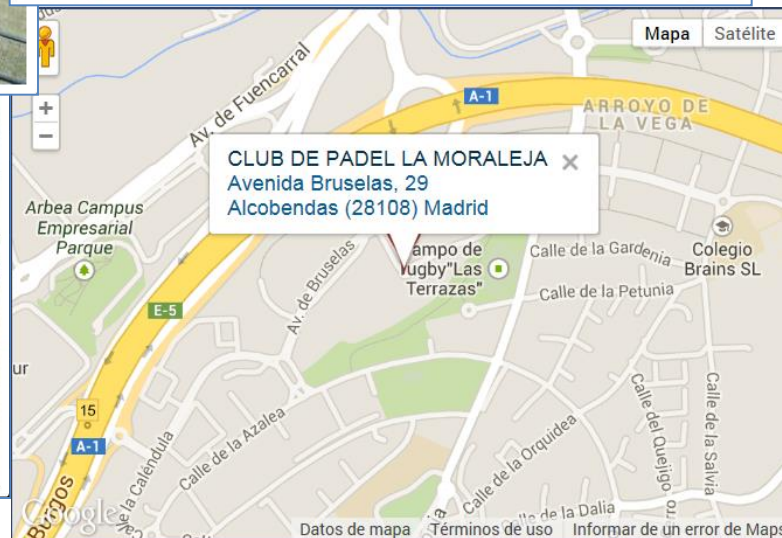 Mapa Satélite
+
−
Av. de Fuencarral
A-1
ARROYO DE
LA VEGA
CLUB DE PADEL LA MORALEJA ×
Avenida Bruselas, 29
Alcobendas (28108) Madrid
Arbea Campus
Empresarial
Parque
Av. de Bruselas
ampo de
ugby"Las
Terrazas"
Calle de la Gardenia
Colegio
Brains SL
Calle de la Petunia
E-5
ur
15
A-1
Calle de la Azalea
Calle de la Orquidea
Calle del Quejigo
Calle de la Salvia
Burgos
Google
Calle de la Dalia
Datos de mapa Términos de uso Informar de un error de Maps